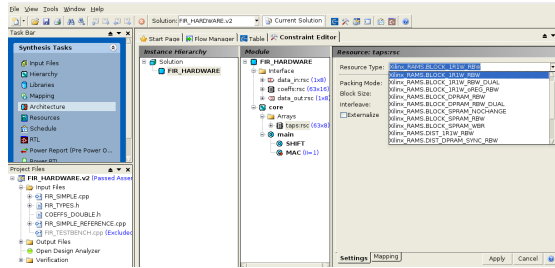 File View Tools Window Help
Solution: FIR_HARDWARE.v2 Current Solution
Task Bar
Start Page Flow Manager Table Constraint Editor
Synthesis Tasks
Input Files
Hierarchy
Libraries
Mapping
Architecture
Resources
Schedule
RTL
Power Report (Pre Power O...
Power RTL
Project Files
FIR_HARDWARE.v2 (Passed Asser
Input Files
FIR_SIMPLE.cpp
FIR_TYPES.h
COEFFS_DOUBLE.h
FIR_SIMPLE_REFERENCE.cpp
FIR_TESTBENCH.cpp (Excluded
Output Files
Open Design Analyzer
Verification
Instance Hierarchy
Solution
FIR_HARDWARE
Module
FIR_HARDWARE
Interface
data_in:rsc (1x8)
coeffs:rsc (63x16)
data_out:rsc (1x8)
core
Arrays
taps:rsc (63x8)
main
SHIFT
MAC (II=1)
Resource: taps:rsc
Resource Type: Xilinx_RAMS.BLOCK_1R1W_RBW
Packing Mode:
Block Size:
Interleave:
Externalize
Xilinx_RAMS.BLOCK_1R1W_RBW
Xilinx_RAMS.BLOCK_1R1W_RBW_DUAL
Xilinx_RAMS.BLOCK_1R1W_oREG_RBW
Xilinx_RAMS.BLOCK_DPRAM_RBW
Xilinx_RAMS.BLOCK_DPRAM_RBW_DUAL
Xilinx_RAMS.BLOCK_SPRAM_NOCHANGE
Xilinx_RAMS.BLOCK_SPRAM_RBW
Xilinx_RAMS.BLOCK_SPRAM_WBR
Xilinx_RAMS.DIST_1R1W_RBW
Xilinx_RAMS.DIST_DPRAM_SYNC_RBW
Settings Mapping Apply Cancel